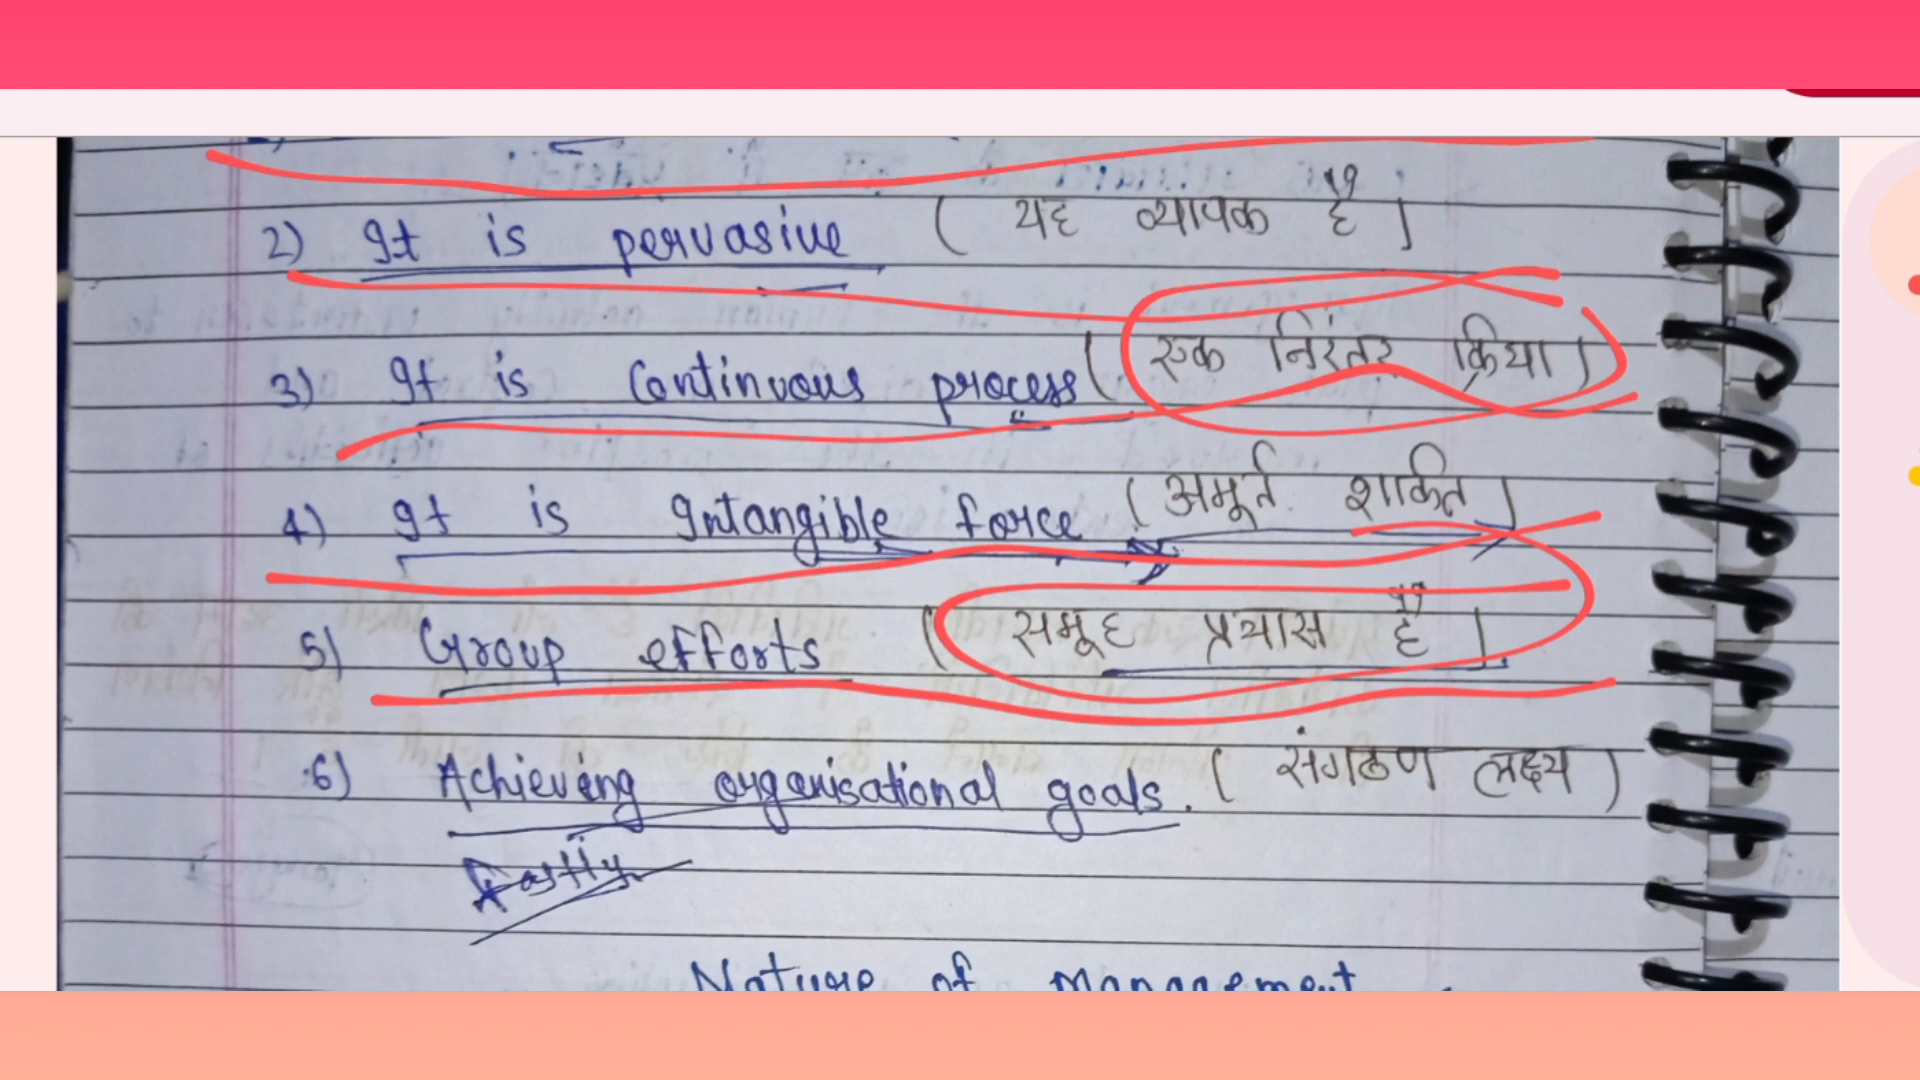 2) It is pervasive ( यह व्यापक है ]
3) It is Continuous process ( एक निरंतर क्रिया )
4) It is Intangible force ( अमूर्त शक्ति )
5) Group efforts ( समूह प्रयास है ].
6) Achieving organisational goals. ( संगठण लक्ष्य )
Nature of Management